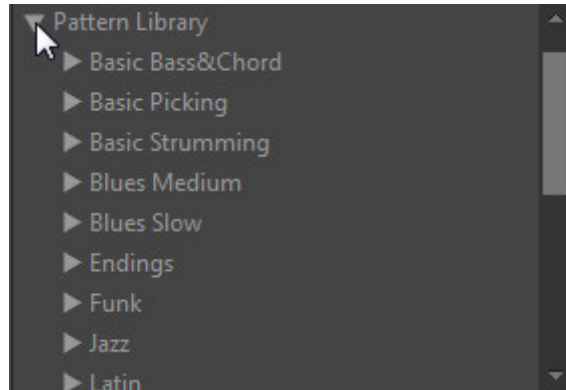 Pattern Library
Basic Bass&Chord
Basic Picking
Basic Strumming
Blues Medium
Blues Slow
Endings
Funk
Jazz
Latin